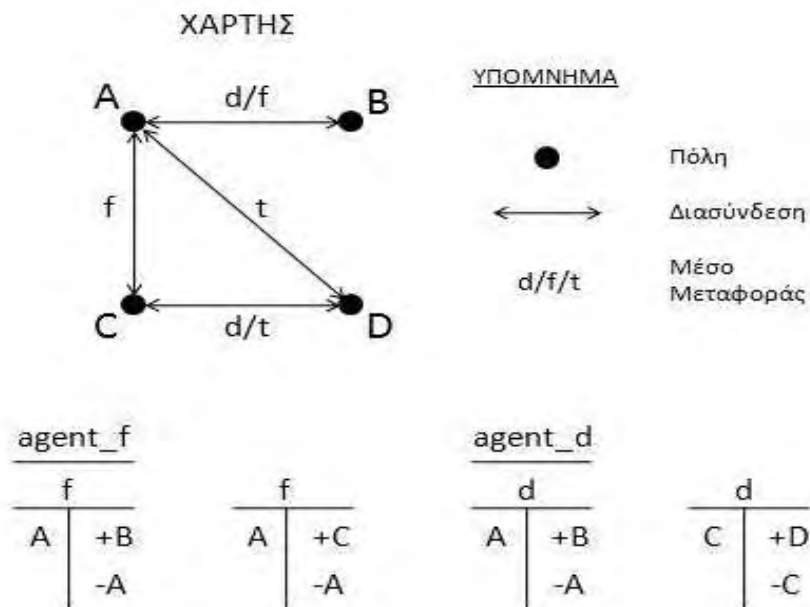 ΧΑΡΤΗΣ
A d/f B
f t
C d/t D
ΥΠΟΜΝΗΜΑ
Πόλη
Διασύνδεση
d/f/t Μέσο
Μεταφοράς
agent_f agent_d
f f d d
A +B A +C A +B C +D
-A -A -A -C